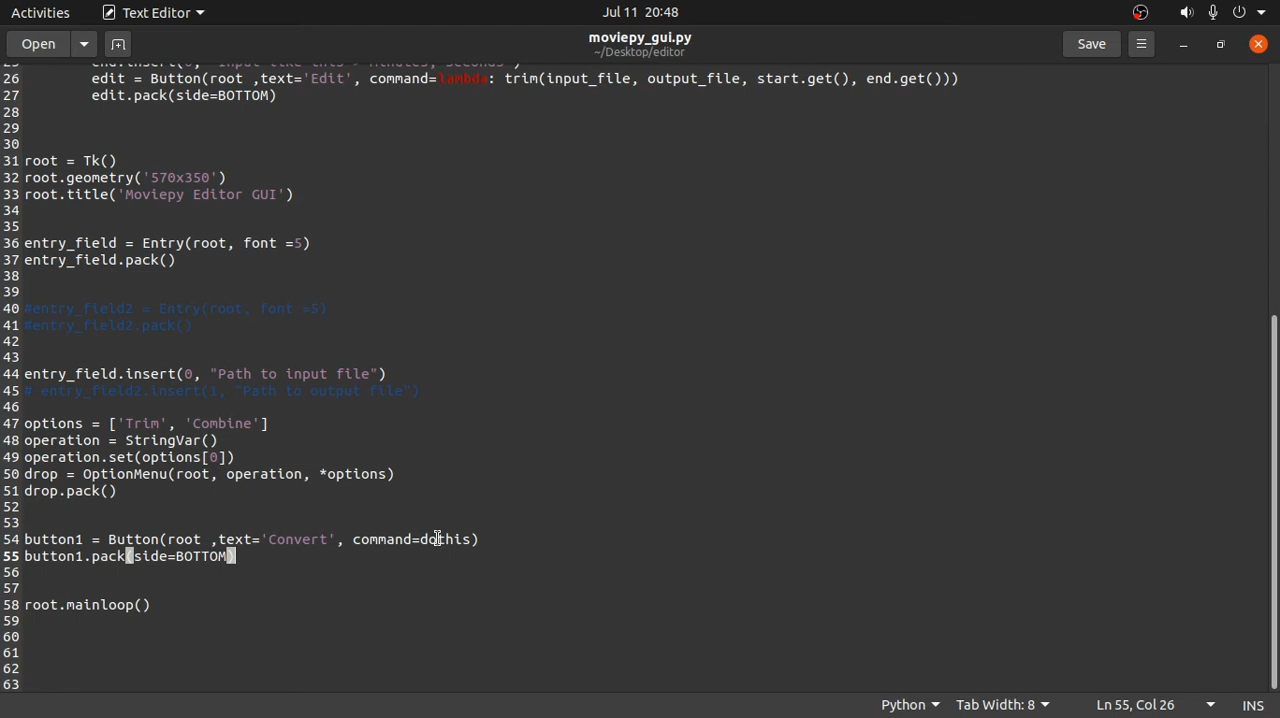 Activities Text Editor Jul 11 20:48
Open moviepy_gui.py Save
~/Desktop/editor
26 edit = Button(root ,text='Edit', command=lambda: trim(input_file, output_file, start.get(), end.get()))
27 edit.pack(side=BOTTOM)
28
29
30
31 root = Tk()
32 root.geometry('570x350')
33 root.title('Moviepy Editor GUI')
34
35
36 entry_field = Entry(root, font =5)
37 entry_field.pack()
38
39
40 #entry_field2 = Entry(root, font =5)
41 #entry_field2.pack()
42
43
44 entry_field.insert(0, "Path to input file")
45 # entry_field2.insert(1, "Path to output file")
46
47 options = ['Trim', 'Combine']
48 operation = StringVar()
49 operation.set(options[0])
50 drop = OptionMenu(root, operation, *options)
51 drop.pack()
52
53
54 button1 = Button(root ,text='Convert', command=dothis)
55 button1.pack(side=BOTTOM)
56
57
58 root.mainloop()
59
60
61
62
63
Python Tab Width: 8 Ln 55, Col 26 INS